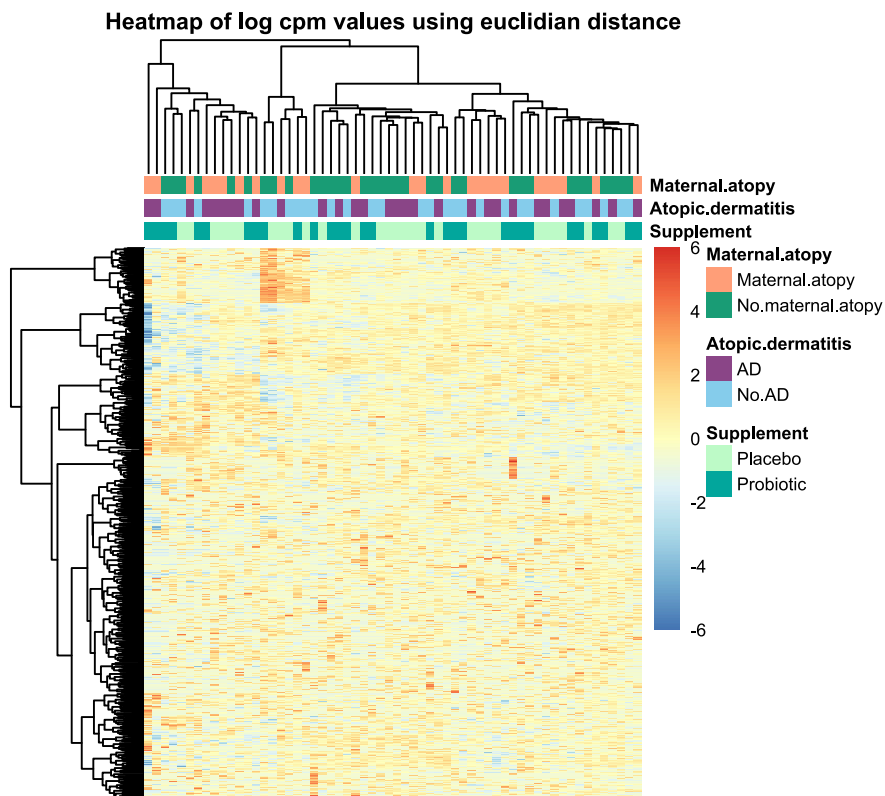 Heatmap of log cpm values using euclidian distance
Maternal.atopy
Atopic.dermatitis
Supplement
6
4
2
0
-2
-4
-6
Maternal.atopy
Maternal.atopy
No.maternal.atopy
Atopic.dermatitis
AD
No.AD
Supplement
Placebo
Probiotic